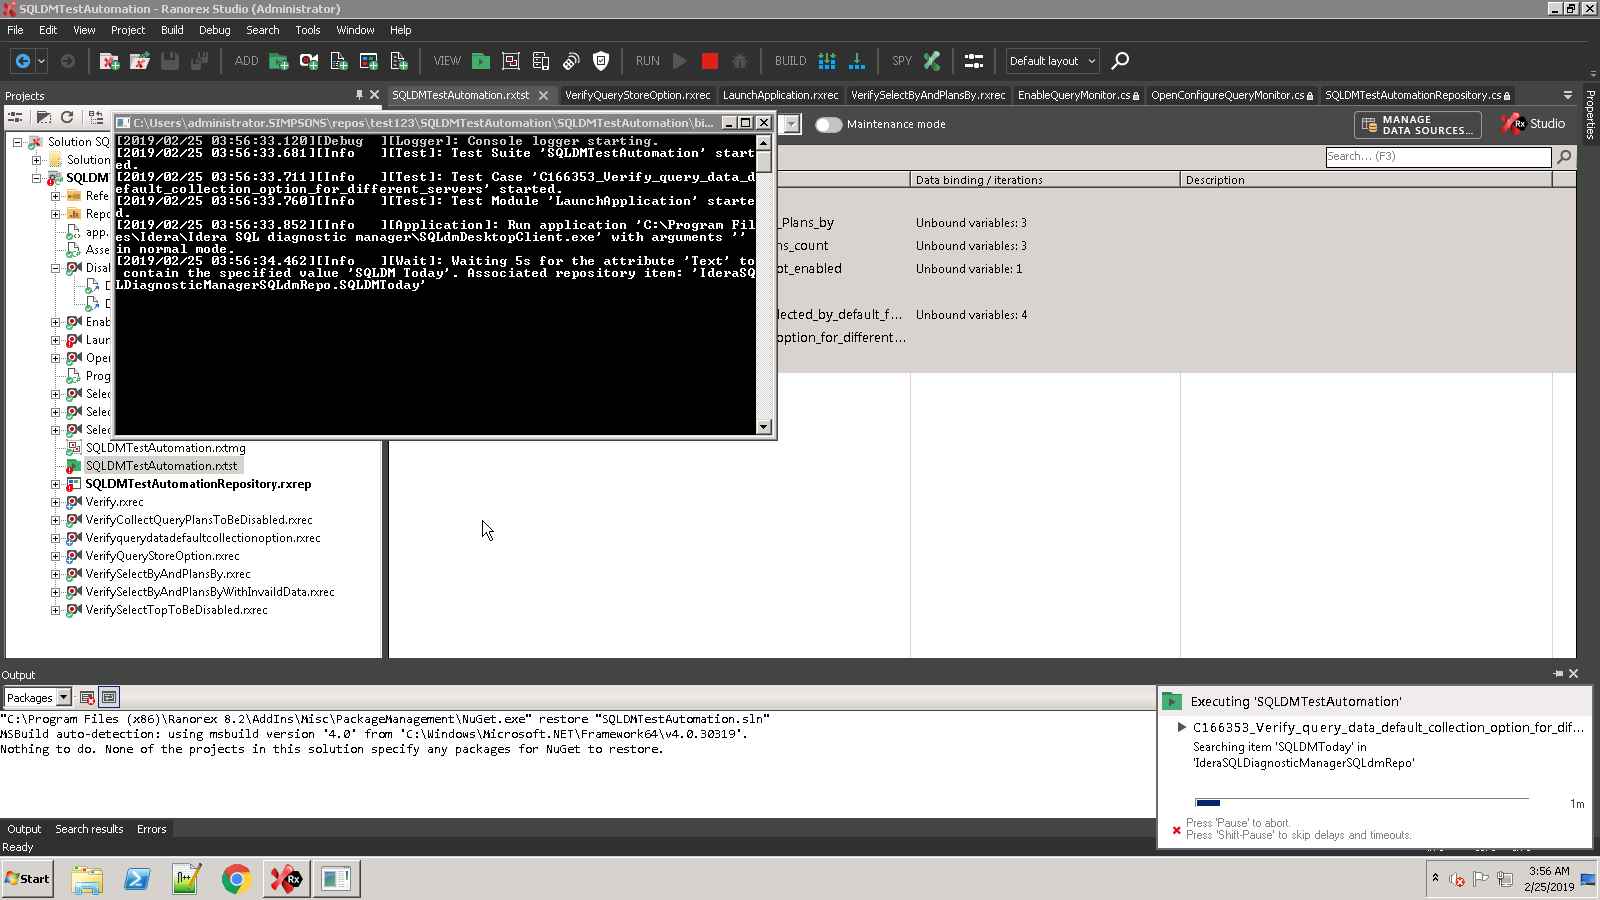 SQLDMTestAutomation - Ranorex Studio (Administrator)
File Edit View Project Build Debug Search Tools Window Help
ADD VIEW RUN BUILD SPY Default layout
Projects
SQLDMTestAutomation.rxtst VerifyQueryStoreOption.rxrec LaunchApplication.rxrec VerifySelectByAndPlansBy.rxrec EnableQueryMonitor.cs OpenConfigureQueryMonitor.cs SQLDMTestAutomationRepository.cs
Properties
C:\Users\administrator.SIMPSONS\repos\test123\SQLDMTestAutomation\SQLDMTestAutomation\bi...
Maintenance mode
MANAGE
DATA SOURCES...
Rx Studio
Search... (F3)
Data binding / iterations
Description
[2019/02/25 03:56:33.120][Debug ][Logger]: Console logger starting.
[2019/02/25 03:56:33.681][Info ][Test]: Test Suite 'SQLDMTestAutomation' start
ed.
[2019/02/25 03:56:33.711][Info ][Test]: Test Case 'C166353_Verify_query_data_d
efault_collection_option_for_different_servers' started.
[2019/02/25 03:56:33.760][Info ][Test]: Test Module 'LaunchApplication' starte
d.
[2019/02/25 03:56:33.852][Info ][Application]: Run application 'C:\Program Fil
es\Idera\Idera SQL diagnostic manager\SQLdmDesktopClient.exe' with arguments ''
in normal mode.
[2019/02/25 03:56:34.462][Info ][Wait]: Waiting 5s for the attribute 'Text' to
contain the specified value 'SQLDM Today'. Associated repository item: 'IderaSQ
LDiagnosticManagerSQLdmRepo.SQLDMToday'
_Plans_by Unbound variables: 3
ns_count Unbound variables: 3
ot_enabled Unbound variable: 1
lected_by_default_f... Unbound variables: 4
option_for_different...
Solution SQ
Solution
SQLDM
Refe
Repo
app.
Asse
Disal
D
D
Enab
Laun
Open
Prog
Selec
Selec
Selec
SQLDMTestAutomation.rxtmg
SQLDMTestAutomation.rxtst
SQLDMTestAutomationRepository.rxrep
Verify.rxrec
VerifyCollectQueryPlansToBeDisabled.rxrec
Verifyquerydatadefaultcollectionoption.rxrec
VerifyQueryStoreOption.rxrec
VerifySelectByAndPlansBy.rxrec
VerifySelectByAndPlansByWithInvaildData.rxrec
VerifySelectTopToBeDisabled.rxrec
Output
Packages
"C:\Program Files (x86)\Ranorex 8.2\AddIns\Misc\PackageManagement\NuGet.exe" restore "SQLDMTestAutomation.sln"
MSBuild auto-detection: using msbuild version '4.0' from 'C:\Windows\Microsoft.NET\Framework64\v4.0.30319'.
Nothing to do. None of the projects in this solution specify any packages for NuGet to restore.
Executing 'SQLDMTestAutomation'
C166353_Verify_query_data_default_collection_option_for_dif...
Searching item 'SQLDMToday' in
'IderaSQLDiagnosticManagerSQLdmRepo'
1m
Press 'Pause' to abort.
Press 'Shift-Pause' to skip delays and timeouts.
Output Search results Errors
Ready
Start
3:56 AM
2/25/2019